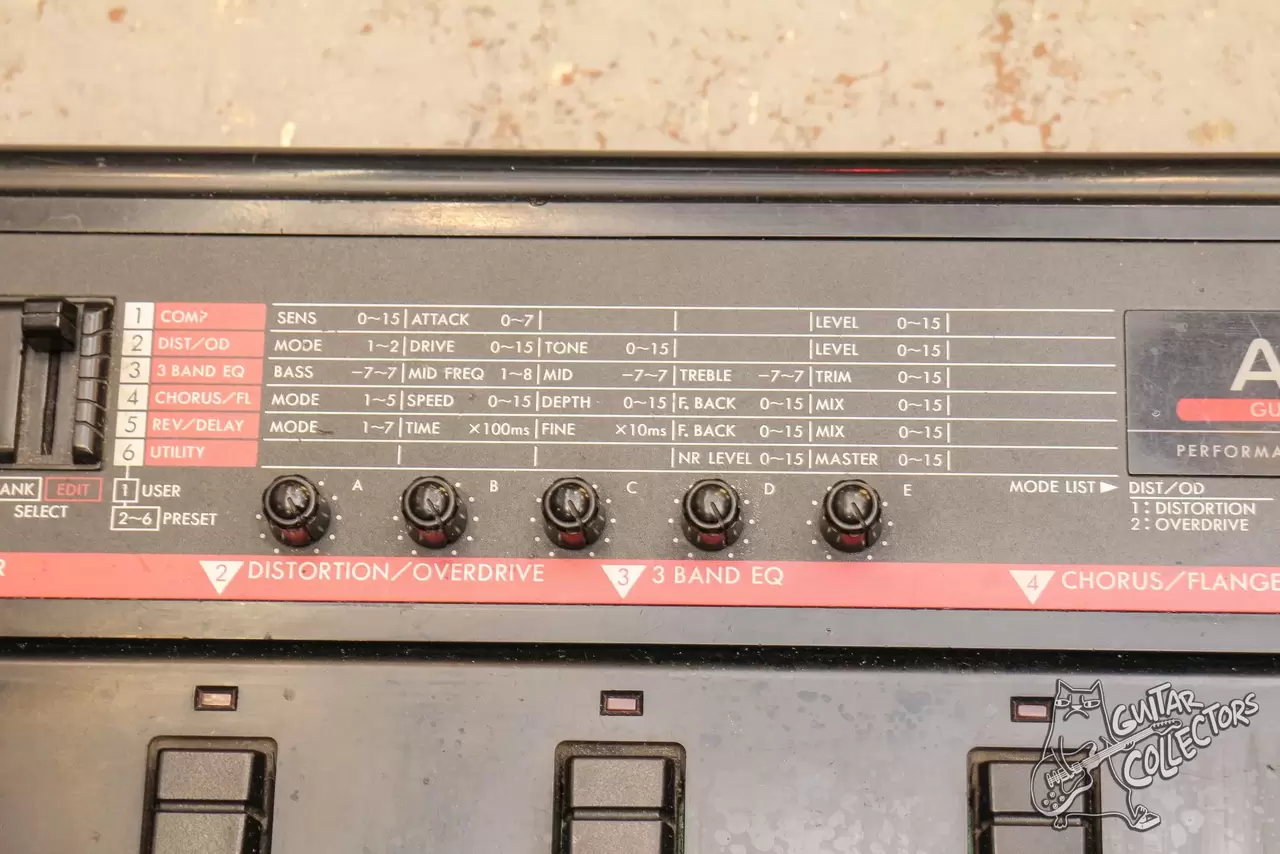 1 COMP SENS 0~15 ATTACK 0~7 LEVEL 0~15
2 DIST/OD MODE 1~2 DRIVE 0~15 TONE 0~15 LEVEL 0~15
3 3 BAND EQ BASS -7~7 MID FREQ 1~8 MID -7~7 TREBLE -7~7 TRIM 0~15
4 CHORUS/FL MODE 1~5 SPEED 0~15 DEPTH 0~15 F. BACK 0~15 MIX 0~15
5 REV/DELAY MODE 1~7 TIME ×100ms FINE ×10ms F. BACK 0~15 MIX 0~15
6 UTILITY NR LEVEL 0~15 MASTER 0~15
A
GU
PERFORMA
ANK EDIT
SELECT
1 USER
2~6 PRESET
A B C D E
MODE LIST▶ DIST/OD
1: DISTORTION
2: OVERDRIVE
R 2 DISTORTION/OVERDRIVE 3 3 BAND EQ 4 CHORUS/FLANGE
GUITAR
COLLECTORS